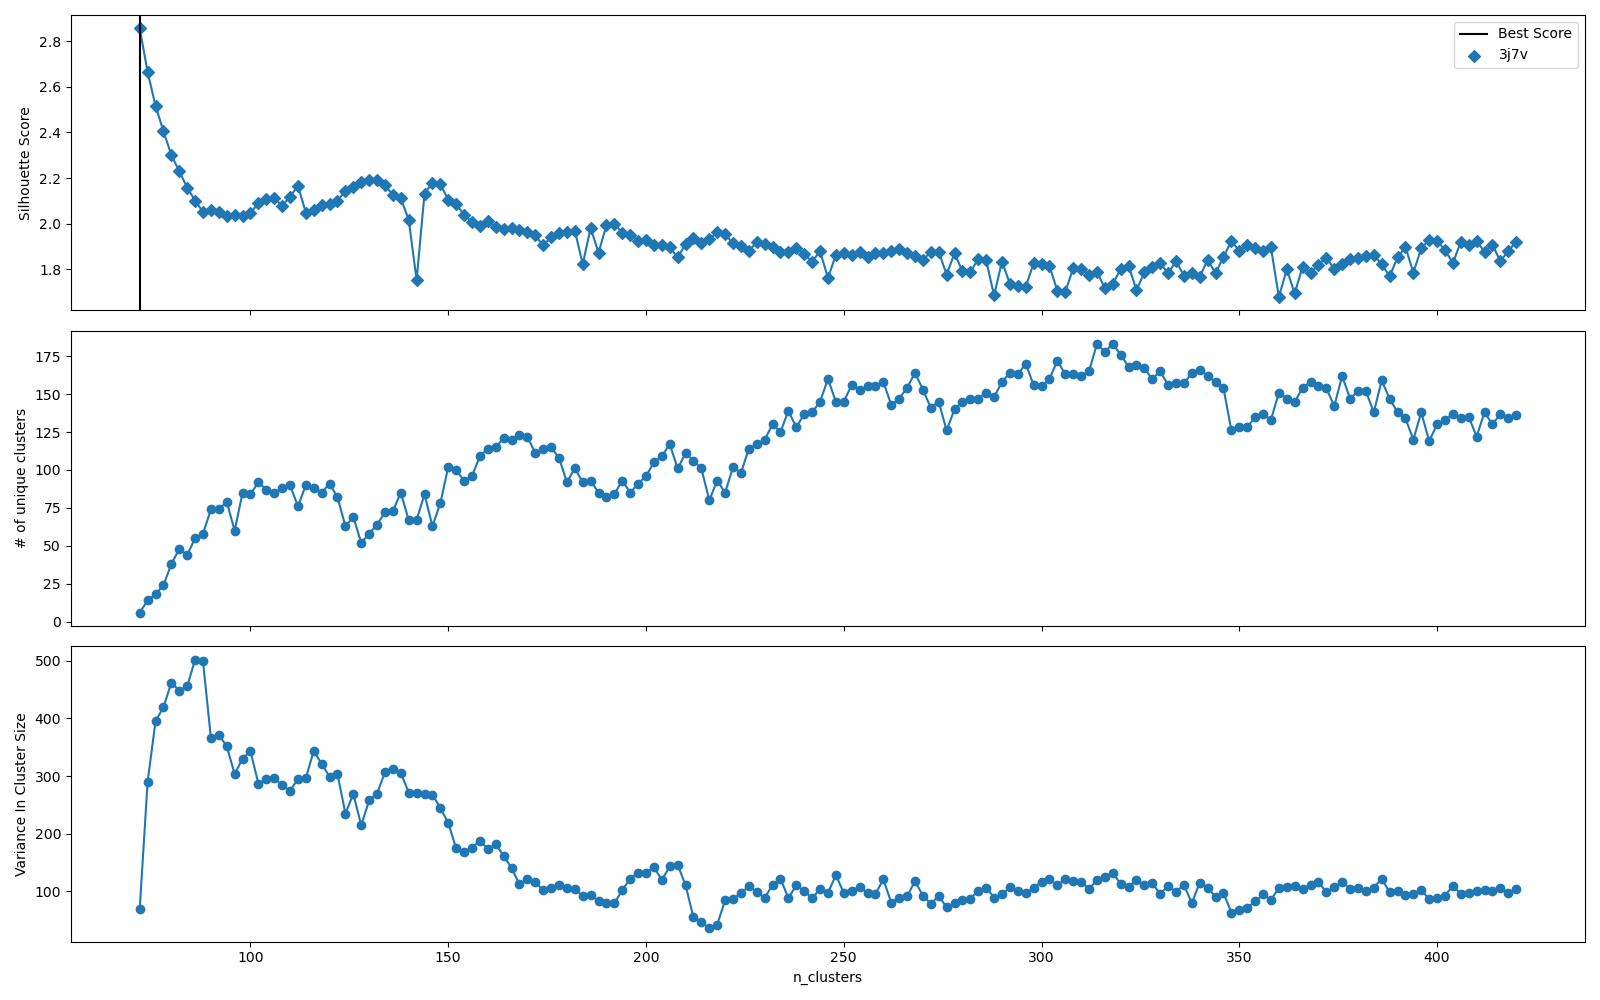 Silhouette Score
2.8
2.6
2.4
2.2
2.0
1.8
Best Score
3j7v
# of unique clusters
175
150
125
100
75
50
25
0
Variance In Cluster Size
500
400
300
200
100
100 150 200 250 300 350 400
n_clusters